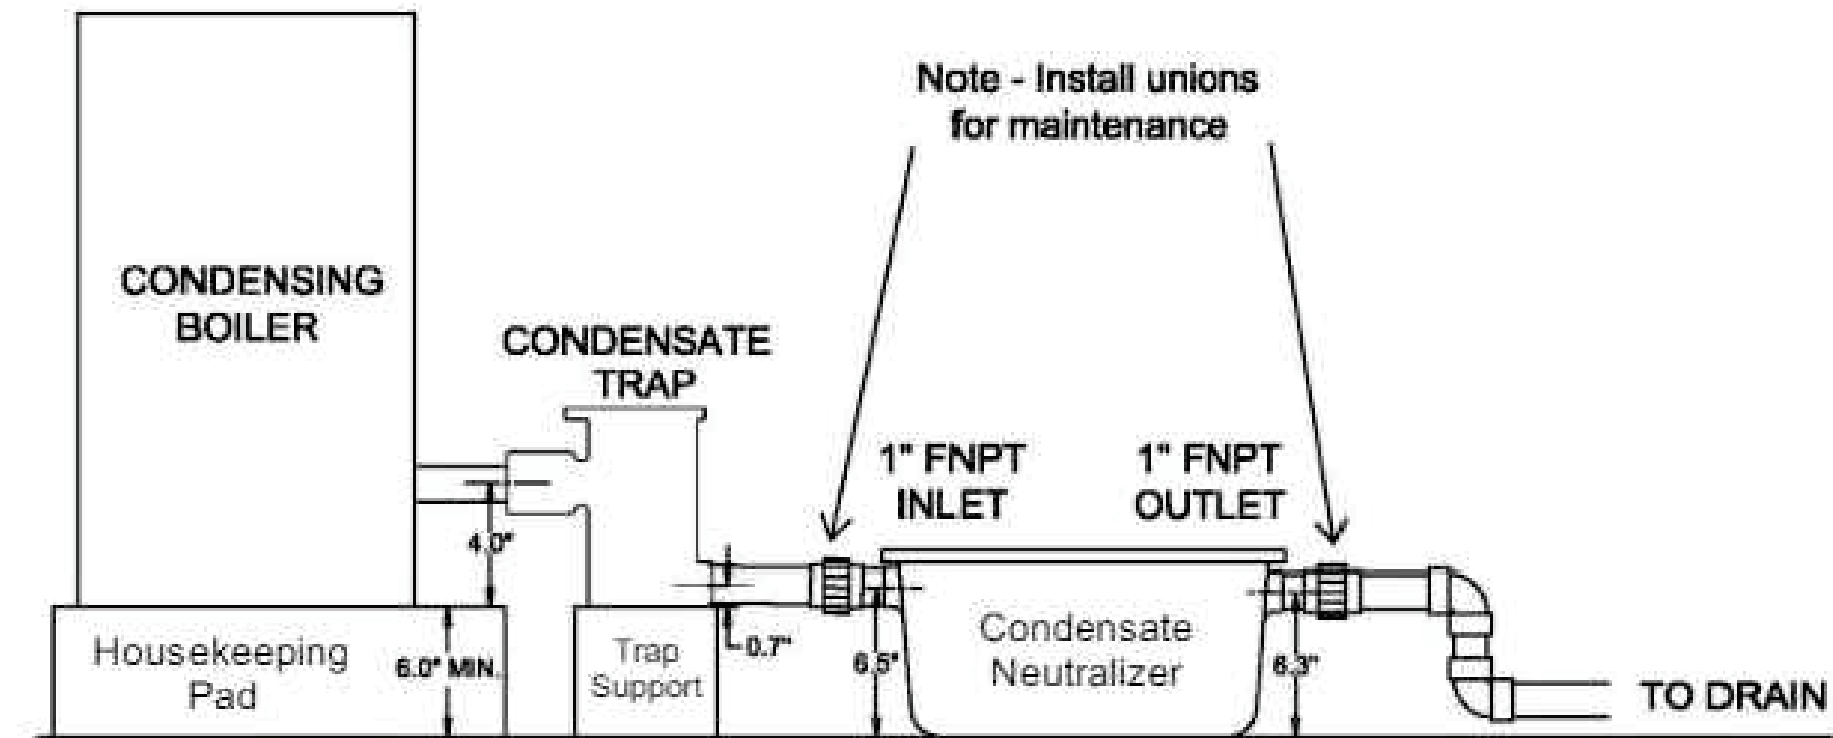 Note - Install unions
for maintenance
CONDENSING
BOILER
CONDENSATE
TRAP
1" FNPT
INLET
1" FNPT
OUTLET
4.0"
Housekeeping
Pad
6.0" MIN.
Trap
Support
0.7"
6.5"
Condensate
Neutralizer
6.3"
TO DRAIN